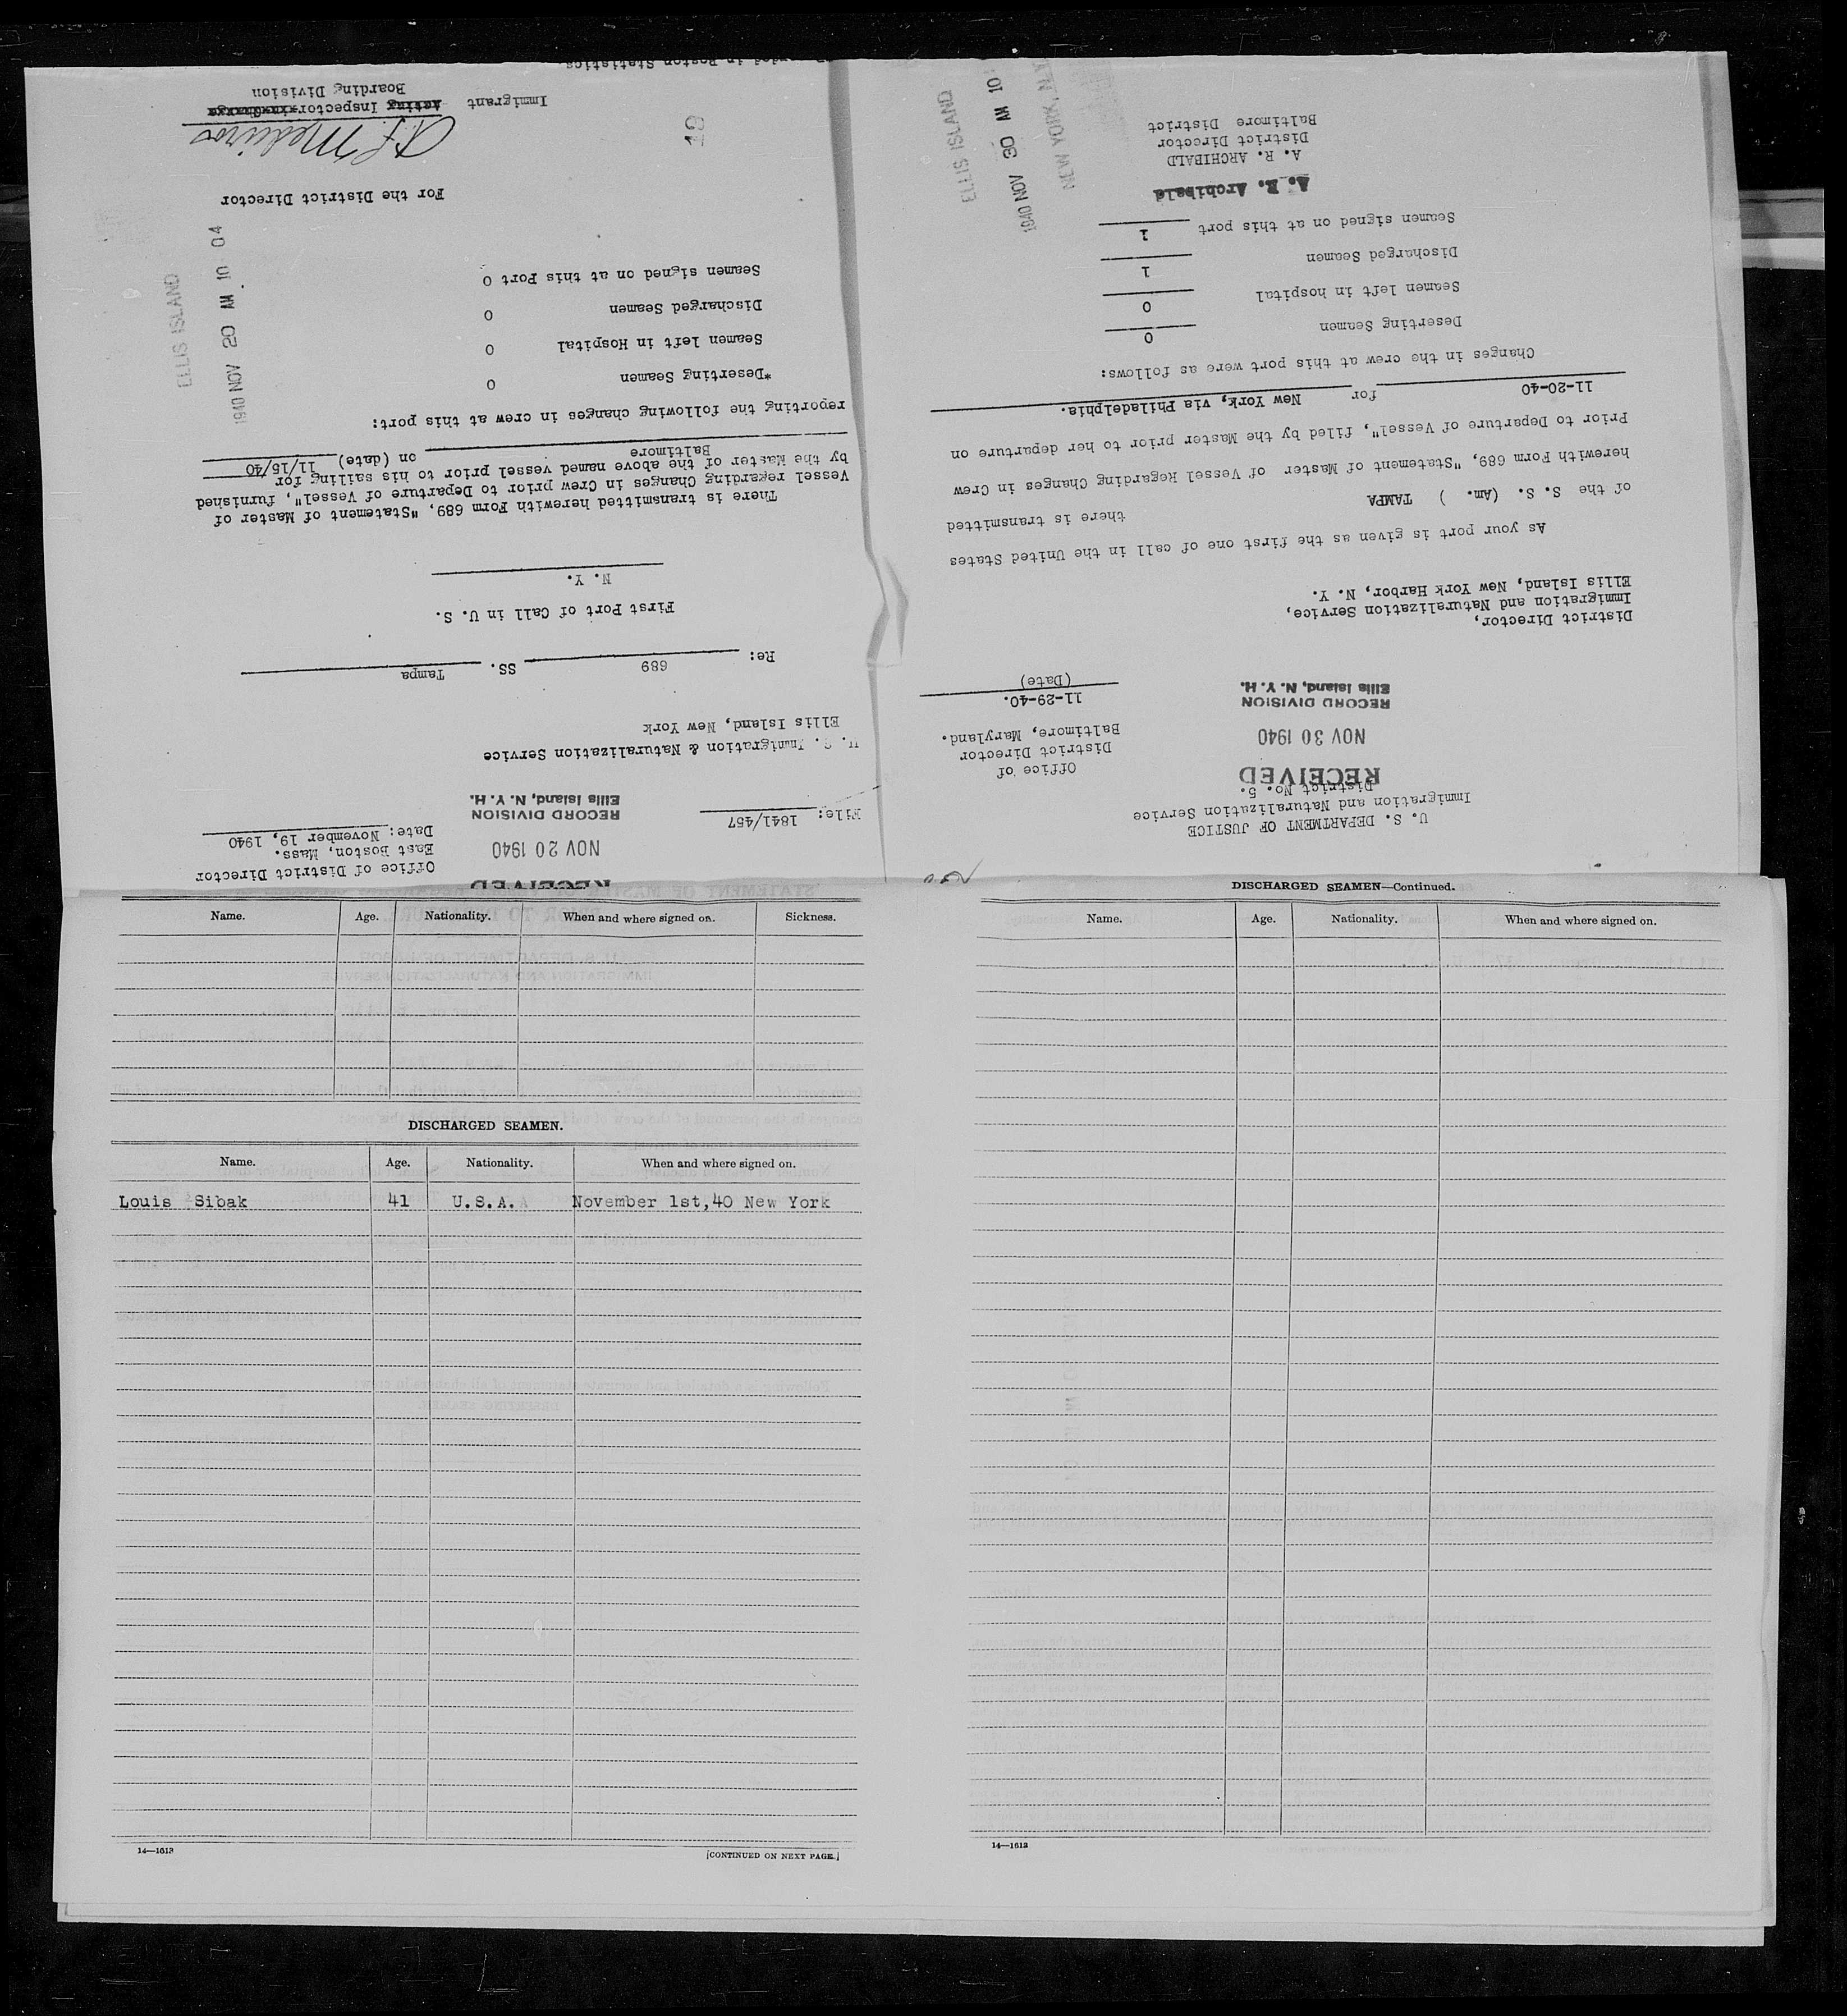 Office of District Director
East Boston, Mass.
Date: November 19, 1940
RECEIVED
NOV 20 1940
RECORD DIVISION
Ellis Island, N. Y. H.
File: 1841/457
U. S. Immigration & Naturalization Service
Ellis Island, New York
Re: 689 SS. Tampa
First Port of Call in U. S.
N. Y.
There is transmitted herewith Form 689, "Statement of Master of
Vessel regarding Changes in Crew prior to Departure of Vessel", furnished
by the Master of the above named vessel prior to his sailing for
Baltimore on (date) 11/15/40
reporting the following changes in crew at this port:
*Deserting Seamen 0
Seamen left in Hospital 0
Discharged Seamen 0
Seamen signed on at this Port 0
ELLIS ISLAND
1940 NOV 20 AM 10 04
For the District Director
Immigrant Acting Inspector in Charge
Boarding Division
in Boston Statistics.
U. S. DEPARTMENT OF JUSTICE
Immigration and Naturalization Service
District No. 5.
RECEIVED
NOV 30 1940
RECORD DIVISION
Ellis Island, N. Y. H.
Office of
District Director
Baltimore, Maryland.
11-29-40.
(Date)
District Director,
Immigration and Naturalization Service,
Ellis Island, New York Harbor, N. Y.
As your port is given as the first one of call in the United States
of the S. S. (Am. ) TAMPA there is transmitted
herewith Form 689, "Statement of Master of Vessel Regarding Changes in Crew
Prior to Departure of Vessel", filed by the Master prior to her departure on
11-20-40 for New York, via Philadelphia.
Changes in the crew at this port were as follows:
Deserting Seamen 0
Seamen left in hospital 0
Discharged Seamen 1
Seamen signed on at this port 1
A. R. Archibald
A. R. ARCHIBALD
District Director
Baltimore District
ELLIS ISLAND
1940 NOV 30 AM 10
NEW YORK,
Name. Age. Nationality. When and where signed on. Sickness.
DISCHARGED SEAMEN.
Name. Age. Nationality. When and where signed on.
Louis Sibak 41 U.S.A. November 1st,40 New York
14—1613
[CONTINUED ON NEXT PAGE.]
DISCHARGED SEAMEN—Continued.
Name. Age. Nationality. When and where signed on.
14—1613